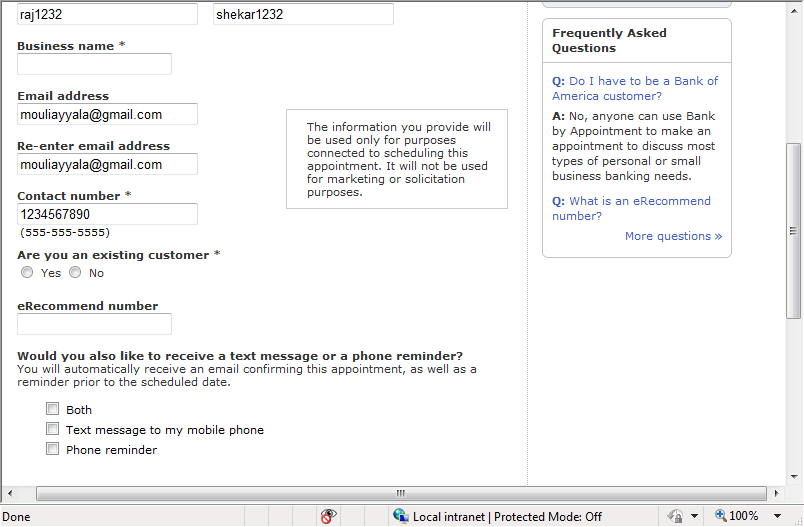 raj1232 shekar1232
Business name *
Email address
mouliayyala@gmail.com
Re-enter email address
mouliayyala@gmail.com
Contact number *
1234567890
(555-555-5555)
Are you an existing customer *
Yes No
eRecommend number
Would you also like to receive a text message or a phone reminder?
You will automatically receive an email confirming this appointment, as well as a
reminder prior to the scheduled date.
Both
Text message to my mobile phone
Phone reminder
The information you provide will
be used only for purposes
connected to scheduling this
appointment. It will not be used
for marketing or solicitation
purposes.
Frequently Asked
Questions
Q: Do I have to be a Bank of
America customer?
A: No, anyone can use Bank
by Appointment to make an
appointment to discuss most
types of personal or small
business banking needs.
Q: What is an eRecommend
number?
More questions »
Done Local intranet | Protected Mode: Off 100%